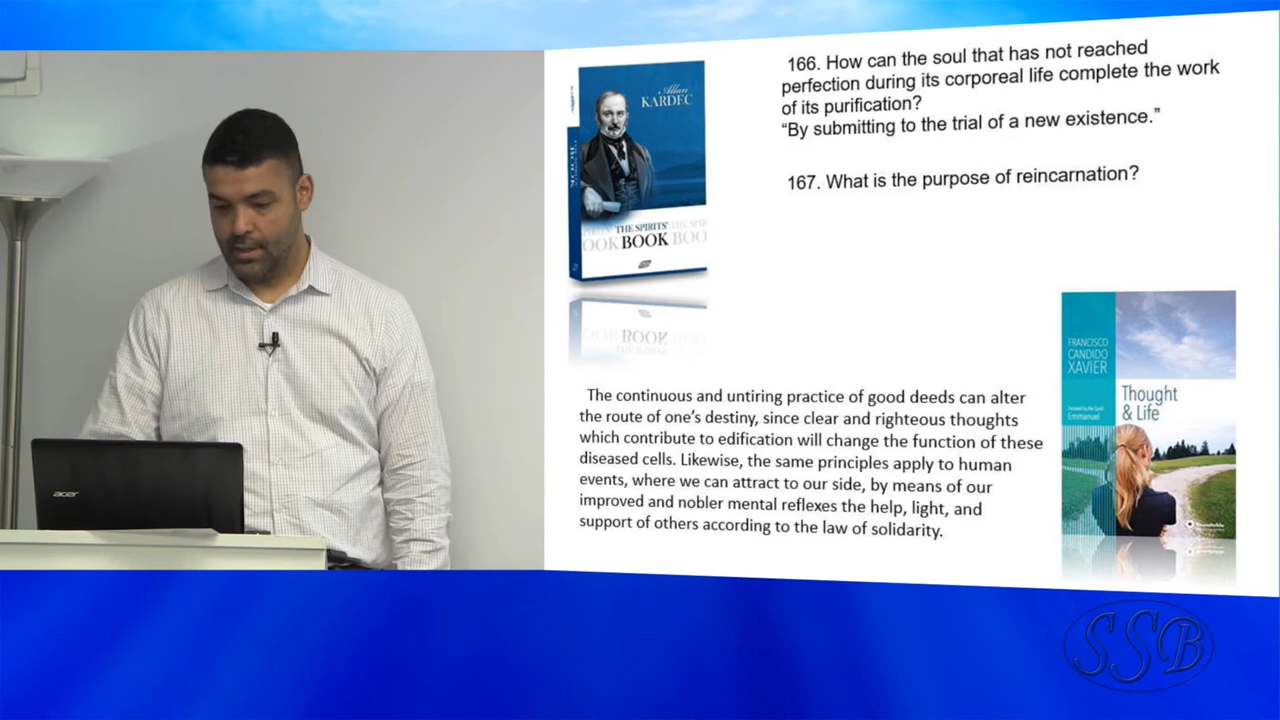 166. How can the soul that has not reached
perfection during its corporeal life complete the work
of its purification?
“By submitting to the trial of a new existence.”
167. What is the purpose of reincarnation?
Allan
KARDEC
THE SPIRITS'
BOOK
The continuous and untiring practice of good deeds can alter
the route of one’s destiny, since clear and righteous thoughts
which contribute to edification will change the function of these
diseased cells. Likewise, the same principles apply to human
events, where we can attract to our side, by means of our
improved and nobler mental reflexes the help, light, and
support of others according to the law of solidarity.
FRANCISCO
CANDIDO
XAVIER
Thought
& Life
Emmanuel
acer
SSB